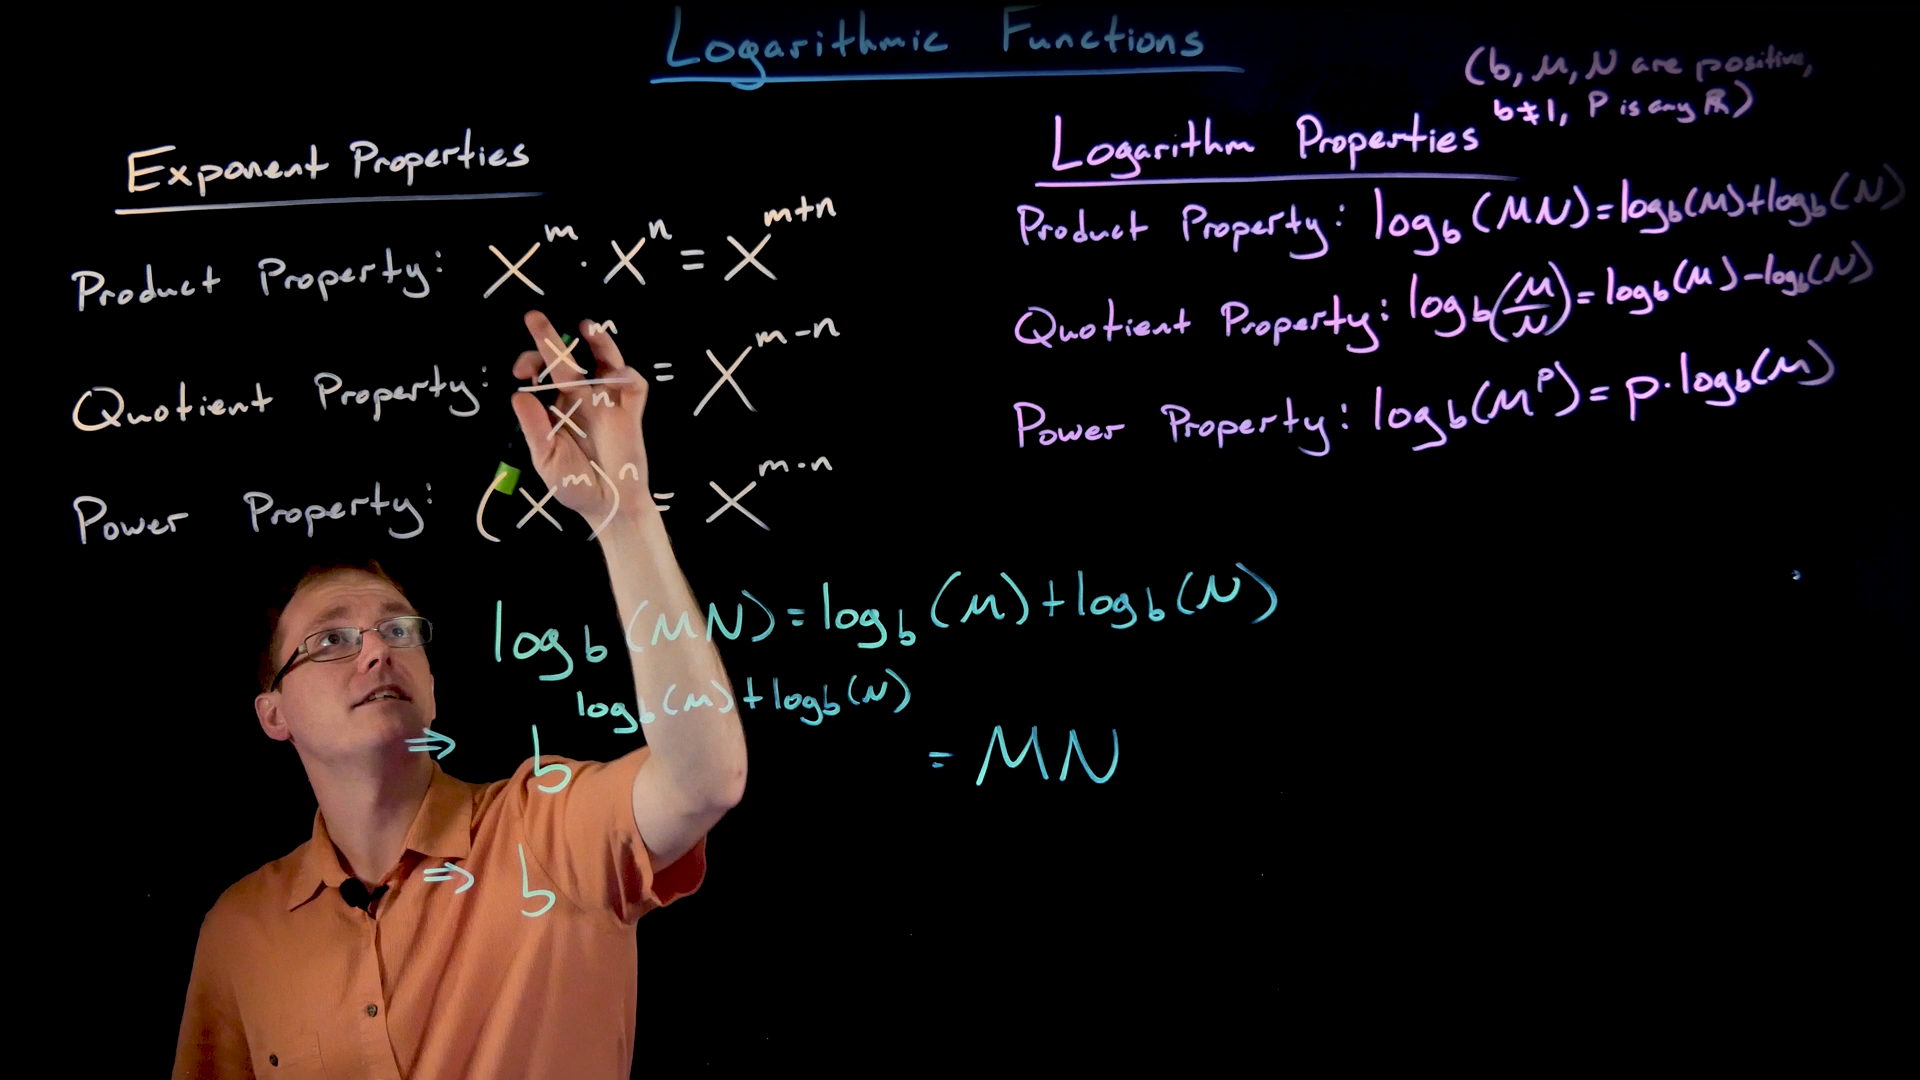 Logarithmic Functions
(b, M, N are positive,
b≠1, P is any ℝ)
Exponent Properties
Product Property: x^m · x^n = x^(m+n)
Quotient Property: x^m / x^n = x^(m-n)
Power Property: (x^m)^n = x^(m·n)
Logarithm Properties
Product Property: log_b(MN)=log_b(M)+log_b(N)
Quotient Property: log_b(M/N)=log_b(M)-log_b(N)
Power Property: log_b(M^p)=p·log_b(M)
log_b(MN)=log_b(M)+log_b(N)
⇒ b^(log_b(M)+log_b(N)) = MN
⇒ b